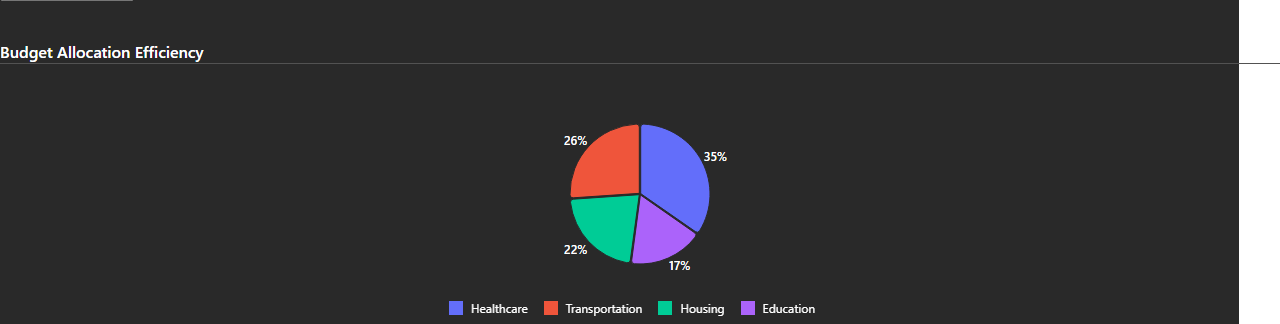 Budget Allocation Efficiency
26%
35%
22%
17%
Healthcare Transportation Housing Education